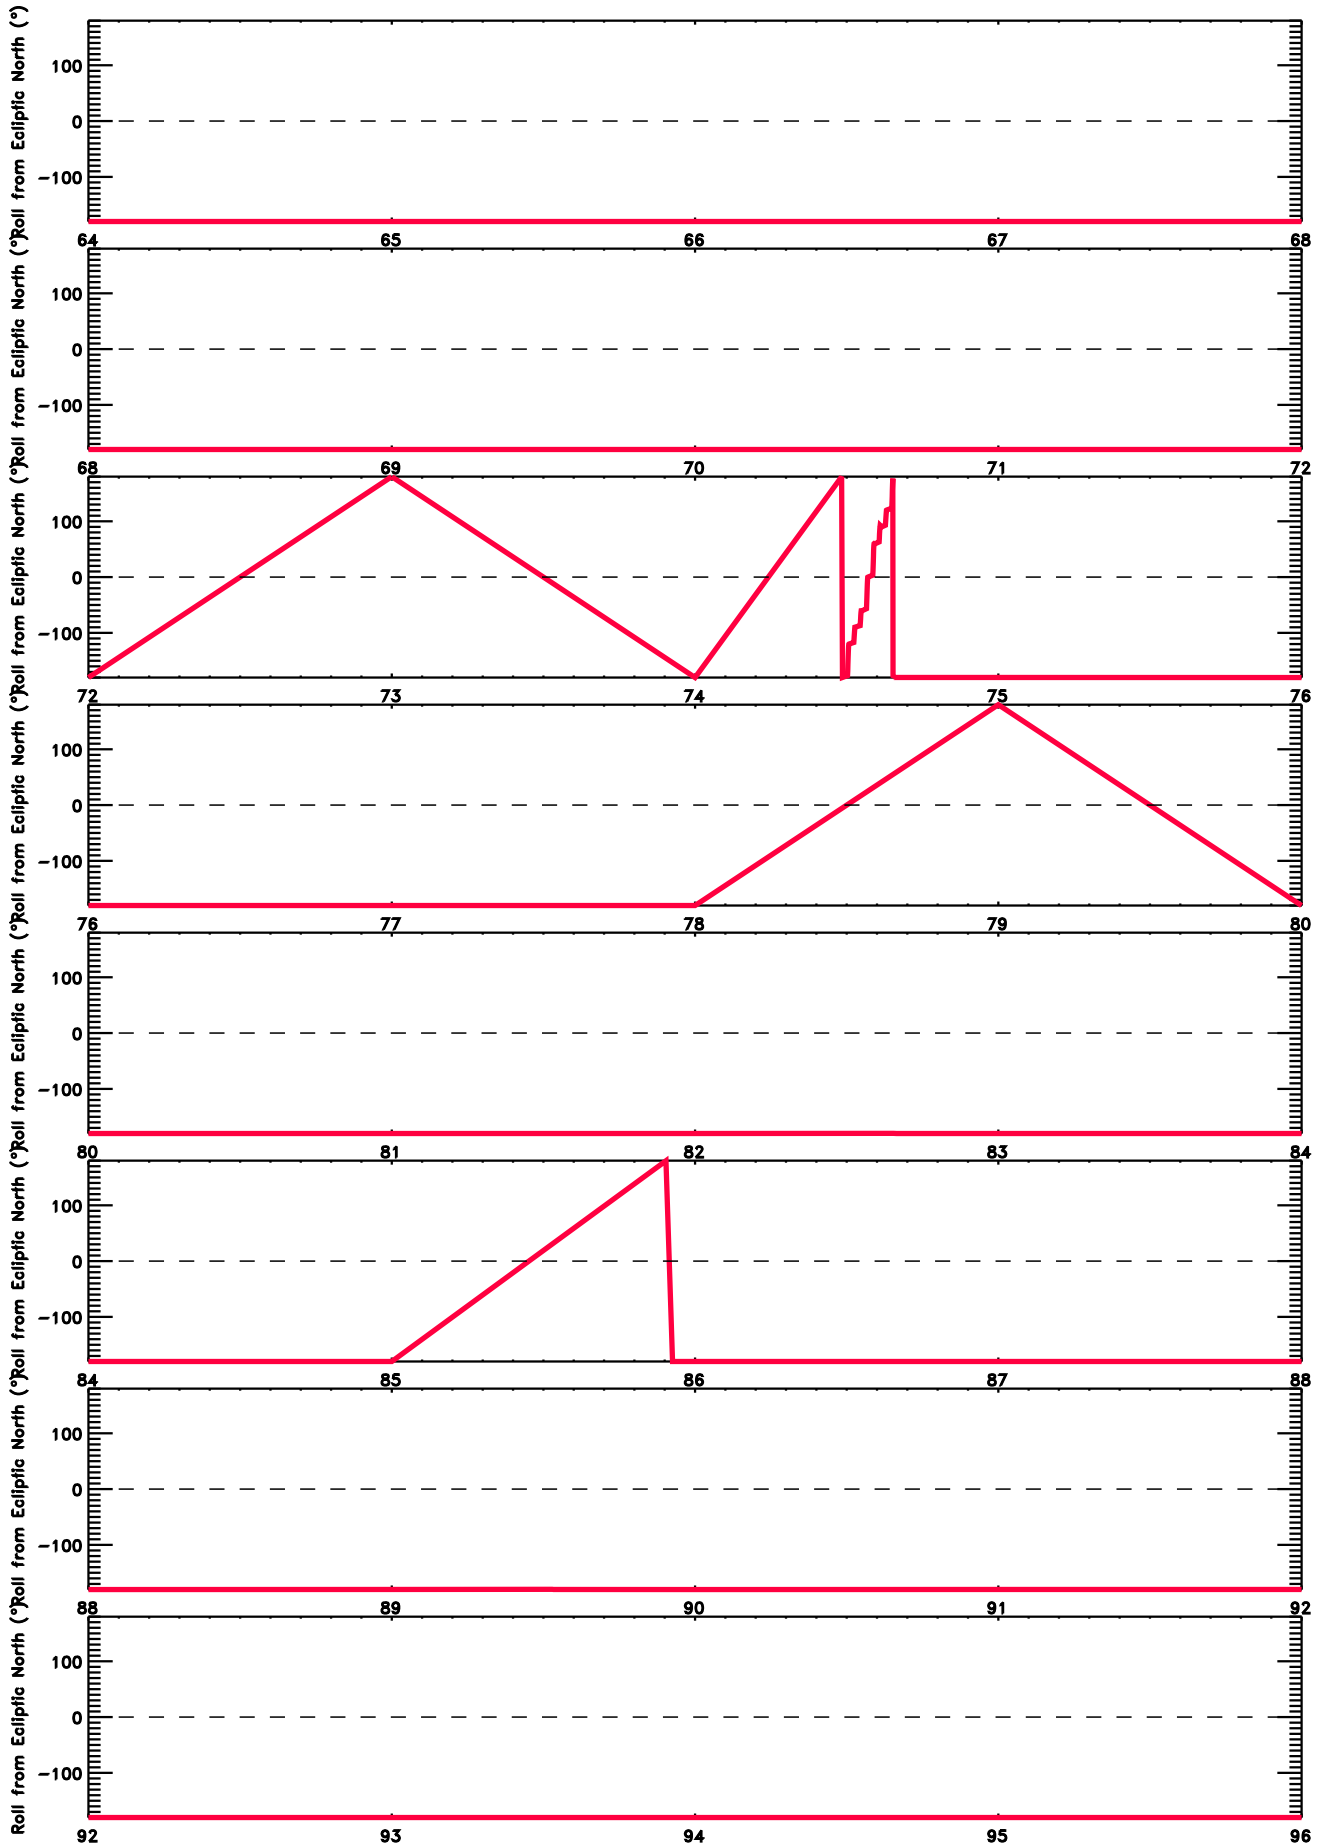 Roll from Ecliptic North (°)
100
0
-100
64 65 66 67 68
Roll from Ecliptic North (°)
100
0
-100
68 69 70 71 72
Roll from Ecliptic North (°)
100
0
-100
72 73 74 75 76
Roll from Ecliptic North (°)
100
0
-100
76 77 78 79 80
Roll from Ecliptic North (°)
100
0
-100
80 81 82 83 84
Roll from Ecliptic North (°)
100
0
-100
84 85 86 87 88
Roll from Ecliptic North (°)
100
0
-100
88 89 90 91 92
Roll from Ecliptic North (°)
100
0
-100
92 93 94 95 96